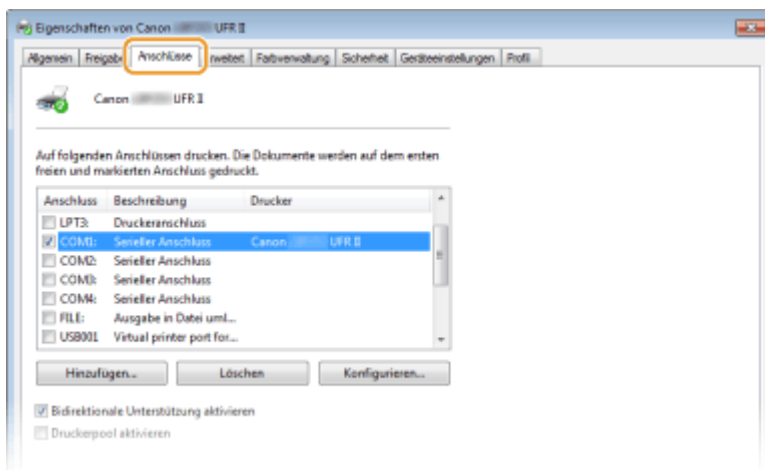 Eigenschaften von Canon UFR II
Allgemein Freigabe Anschlüsse Erweitert Farbverwaltung Sicherheit Geräteeinstellungen Profil
Canon UFR II
Auf folgenden Anschlüssen drucken. Die Dokumente werden auf dem ersten
freien und markierten Anschluss gedruckt.
Anschluss Beschreibung Drucker
LPT3: Druckeranschluss
COM1: Serieller Anschluss Canon UFR II
COM2: Serieller Anschluss
COM3: Serieller Anschluss
COM4: Serieller Anschluss
FILE: Ausgabe in Datei uml...
USB001 Virtual printer port for...
Hinzufügen... Löschen Konfigurieren...
Bidirektionale Unterstützung aktivieren
Druckerpool aktivieren